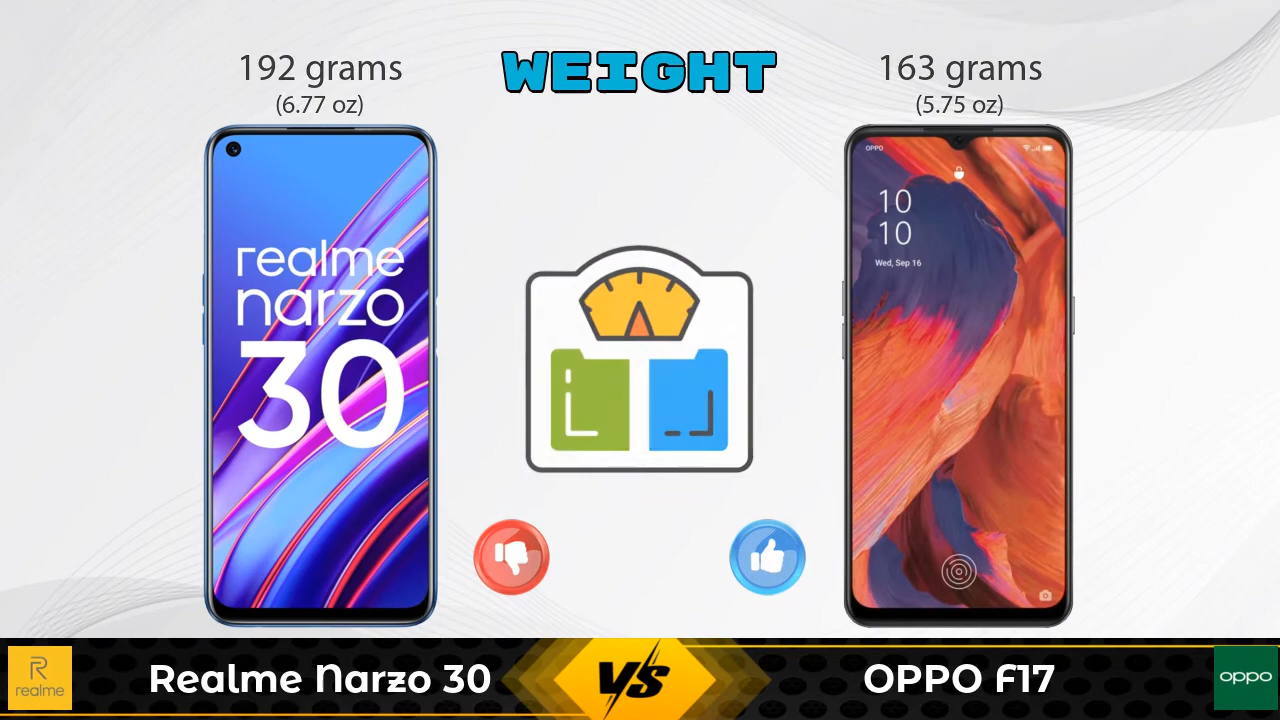 WEIGHT
192 grams
(6.77 oz)
163 grams
(5.75 oz)
realme
narzo
30
OPPO
10
10
Wed, Sep 16
realme
Realme Narzo 30
VS
OPPO F17
oppo